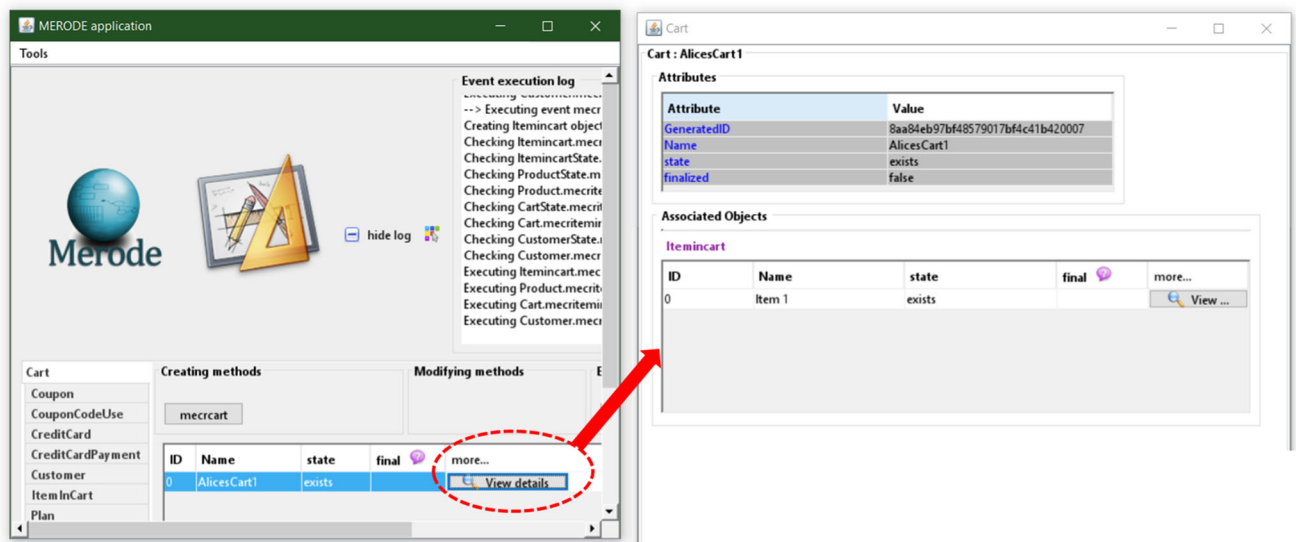 MERODE application
Tools
Event execution log
--> Executing event mecr
Creating Itemincart object
Checking Itemincart.mecr
Checking ItemincartState.
Checking ProductState.m
Checking Product.mecrite
Checking CartState.mecrit
Checking Cart.mecritemir
Checking CustomerState.
Checking Customer.mecr
Executing Itemincart.mec
Executing Product.mecrit
Executing Cart.mecritemi
Executing Customer.mec
Merode
hide log
Cart
Coupon
CouponCodeUse
CreditCard
CreditCardPayment
Customer
ItemInCart
Plan
Creating methods
Modifying methods
E
mecrcart
ID Name state final more...
0 AlicesCart1 exists View details
Cart
Cart : AlicesCart1
Attributes
Attribute Value
GeneratedID 8aa84eb97bf48579017bf4c41b420007
Name AlicesCart1
state exists
finalized false
Associated Objects
Itemincart
ID Name state final more...
0 Item 1 exists View ...